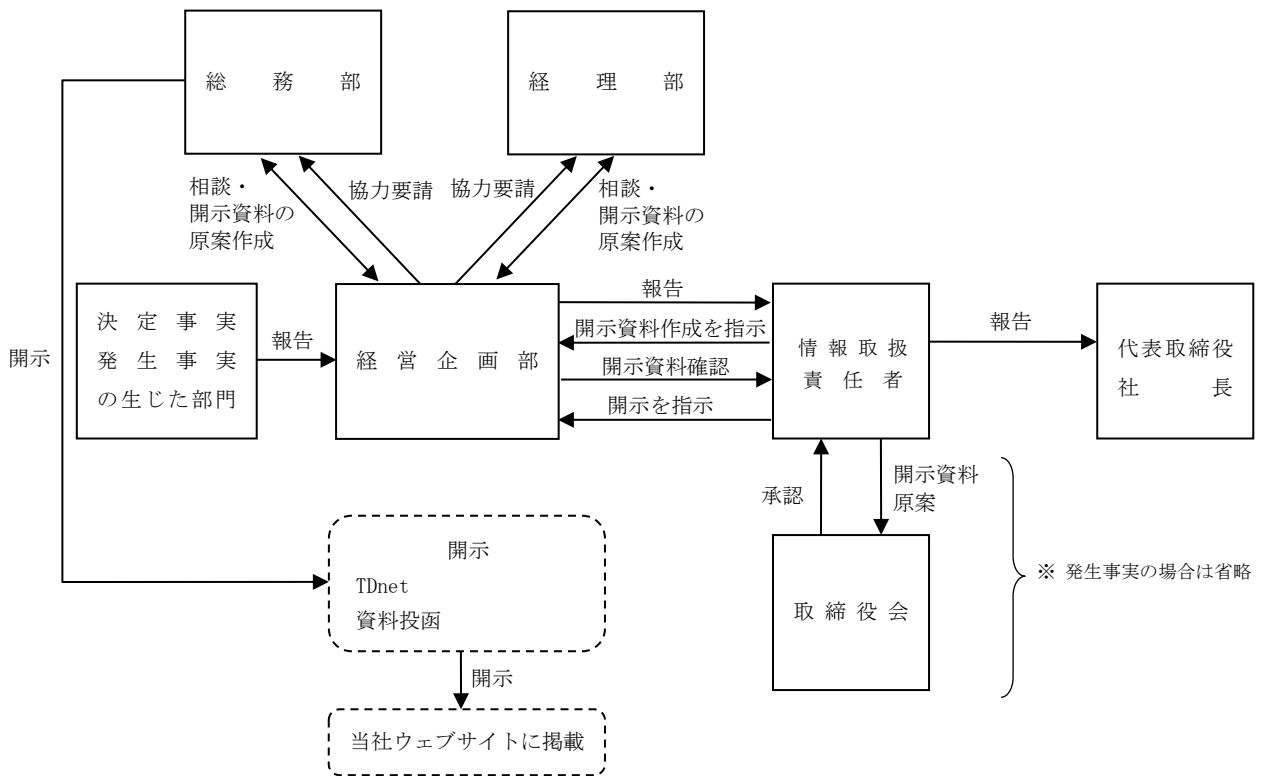 総務部
経理部
相談・
開示資料の
原案作成
協力要請
協力要請
相談・
開示資料の
原案作成
開示
決定事実
発生事実
の生じた部門
報告
経営企画部
報告
開示資料作成を指示
開示資料確認
開示を指示
情報取扱
責任者
報告
代表取締役
社長
承認
開示資料
原案
取締役会
※ 発生事実の場合は省略
開示
TDnet
資料投函
開示
当社ウェブサイトに掲載